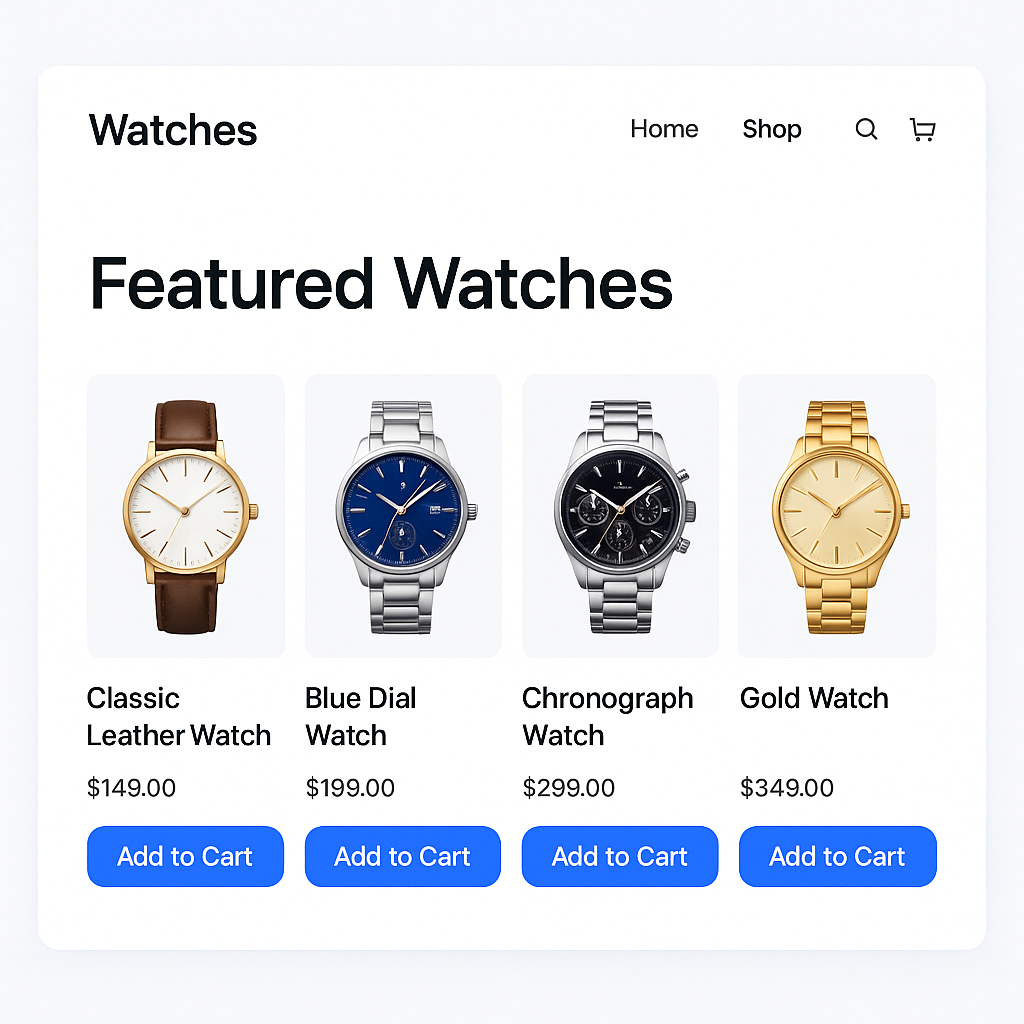 Watches
Home Shop
Featured Watches
Classic
Leather Watch
Blue Dial
Watch
Chronograph
Watch
Gold Watch
$149.00
$199.00
$299.00
$349.00
Add to Cart
Add to Cart
Add to Cart
Add to Cart